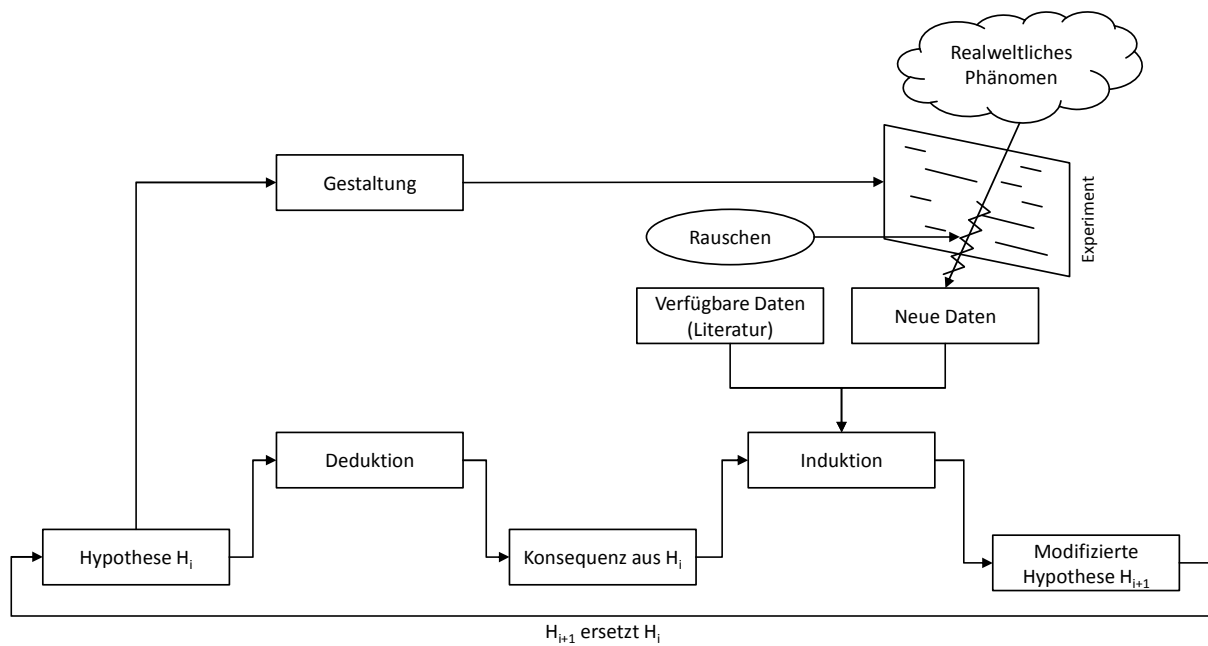 Realweltliches
Phänomen
Gestaltung
Experiment
Rauschen
Verfügbare Daten
(Literatur)
Neue Daten
Deduktion
Induktion
Hypothese Hᵢ
Konsequenz aus Hᵢ
Modifizierte
Hypothese Hᵢ₊₁
Hᵢ₊₁ ersetzt Hᵢ